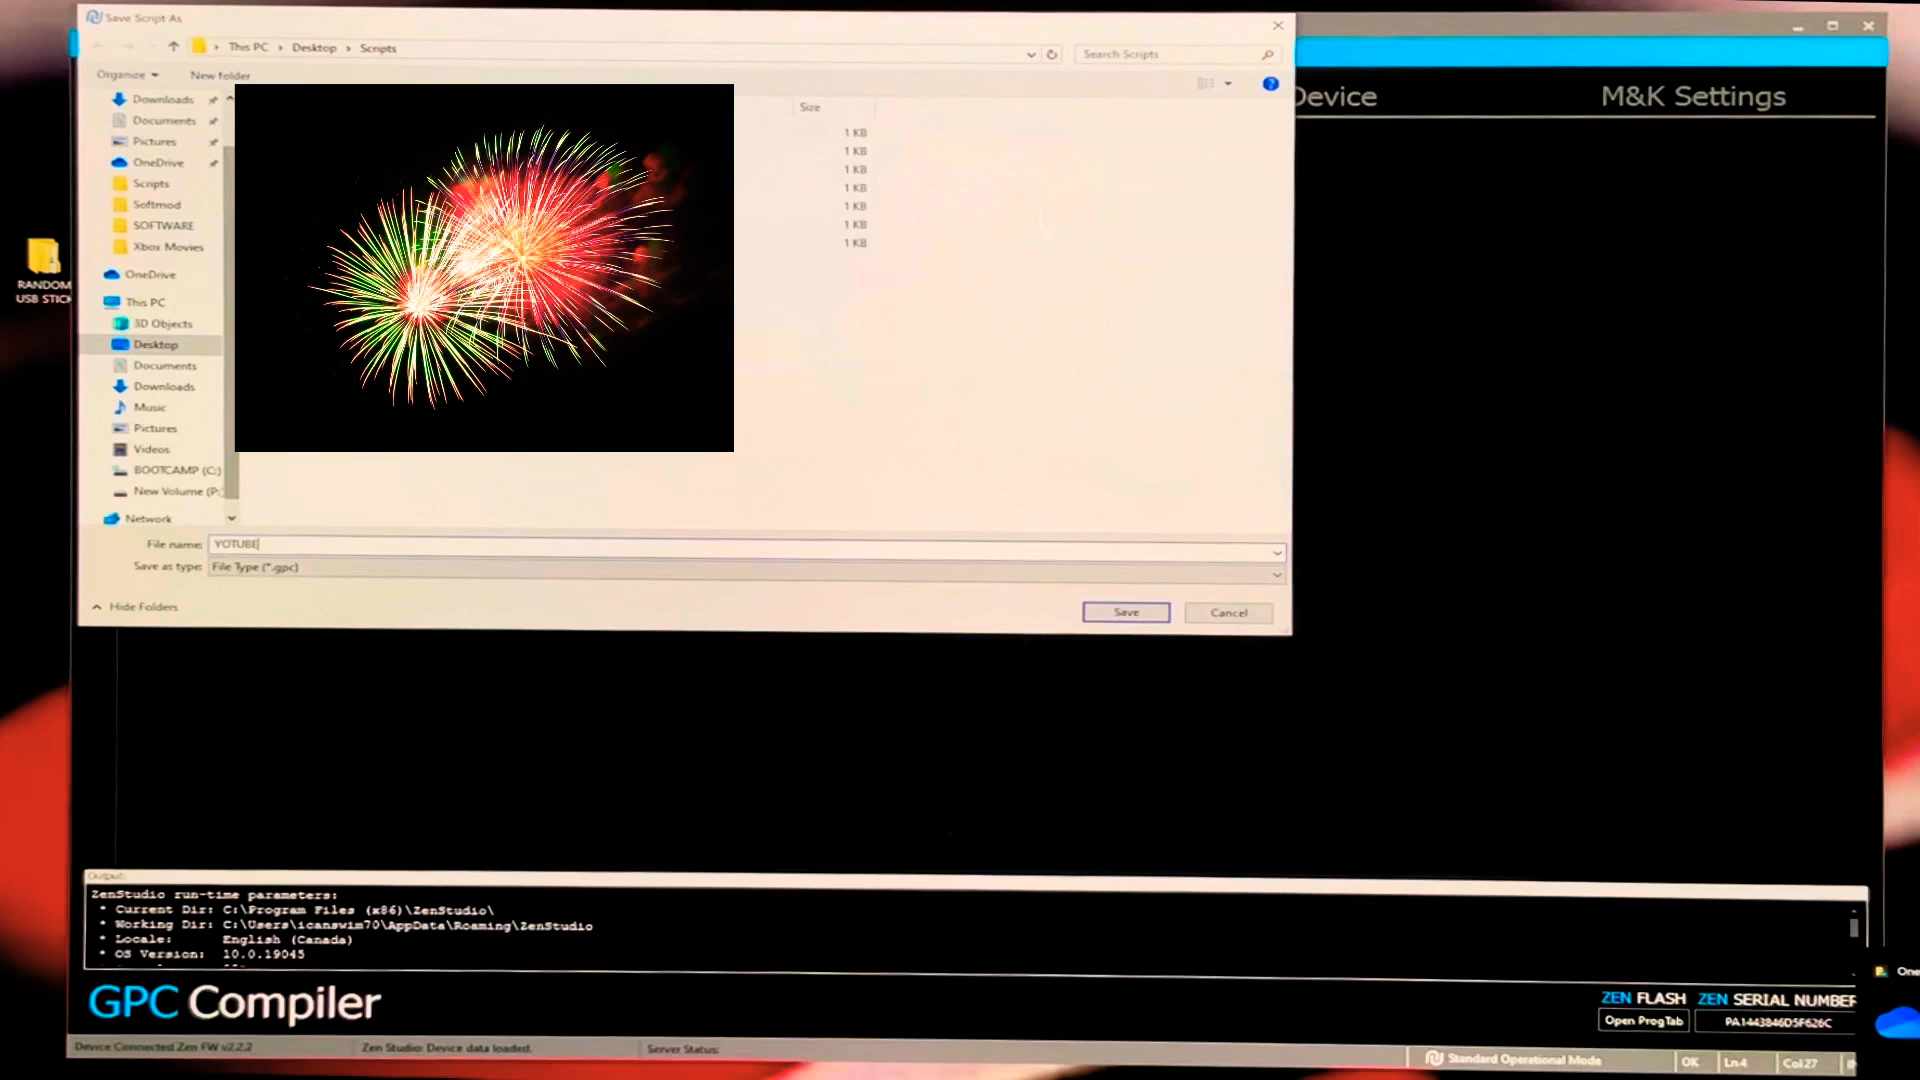 Save Script As
This PC > Desktop > Scripts
Search Scripts
Organize
New folder
Device
M&K Settings
Downloads
Documents
Pictures
OneDrive
Scripts
Softmod
SOFTWARE
Xbox Movies
OneDrive
This PC
3D Objects
Desktop
Documents
Downloads
Music
Pictures
Videos
BOOTCAMP (C:)
New Volume (P:)
Network
Size
1 KB
1 KB
1 KB
1 KB
1 KB
1 KB
1 KB
RANDOM
USB STICK
File name: YOTUBE
Save as type: File Type (*.gpc)
Hide Folders
Save
Cancel
Output:
ZenStudio run-time parameters:
* Current Dir: C:\Program Files (x86)\ZenStudio\
* Working Dir: C:\Users\icanswim70\AppData\Roaming\ZenStudio
* Locale: English (Canada)
* OS Version: 10.0.19045
GPC Compiler
ZEN FLASH
ZEN SERIAL NUMBER
Open ProgTab
PA1443846D5F626C
One
Device Connected Zen FW v2.2.2
Zen Studio: Device data loaded.
Server Status:
Standard Operational Mode
OK
Ln 4
Col 27